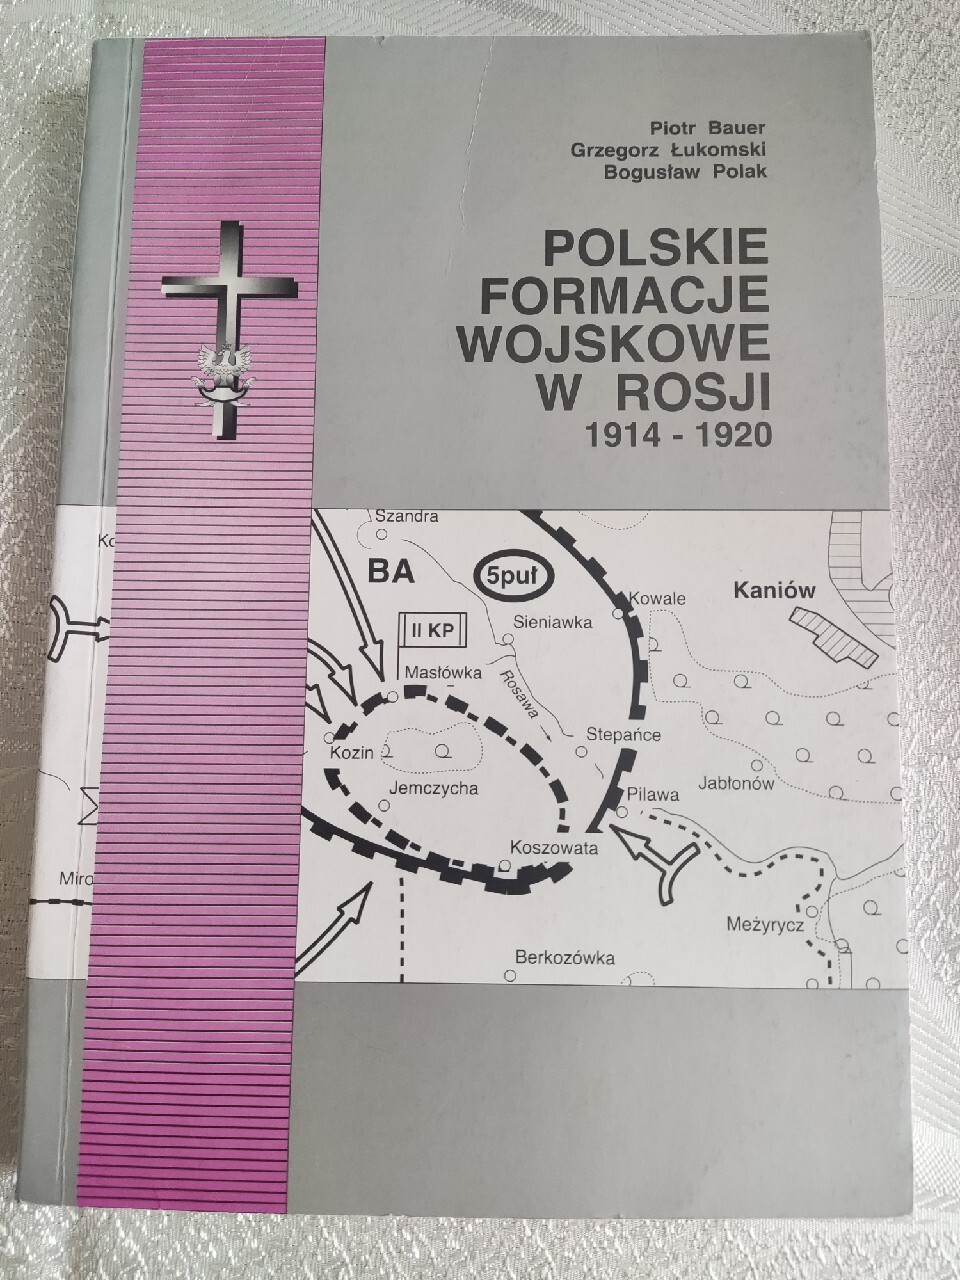 Piotr Bauer
Grzegorz Łukomski
Bogusław Polak
POLSKIE
FORMACJE
WOJSKOWE
W ROSJI
1914 - 1920
Szandra
BA
5puł
Kaniów
Kowale
Sieniawka
II KP
Masłówka
Rosawa
Stepańce
Kozin
Jabłonów
Jemczycha
Pilawa
Koszowata
Miro
Meżyrycz
Berkozówka